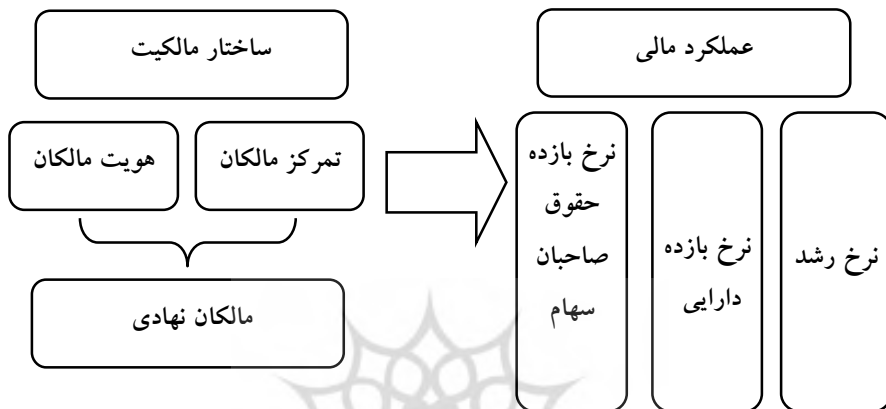 عملکرد مالی
ساختار مالکیت
تمرکز مالکان
هویت مالکان
مالکان نهادی
نرخ رشد
نرخ بازده
دارایی
نرخ بازده
حقوق
صاحبان
سهام